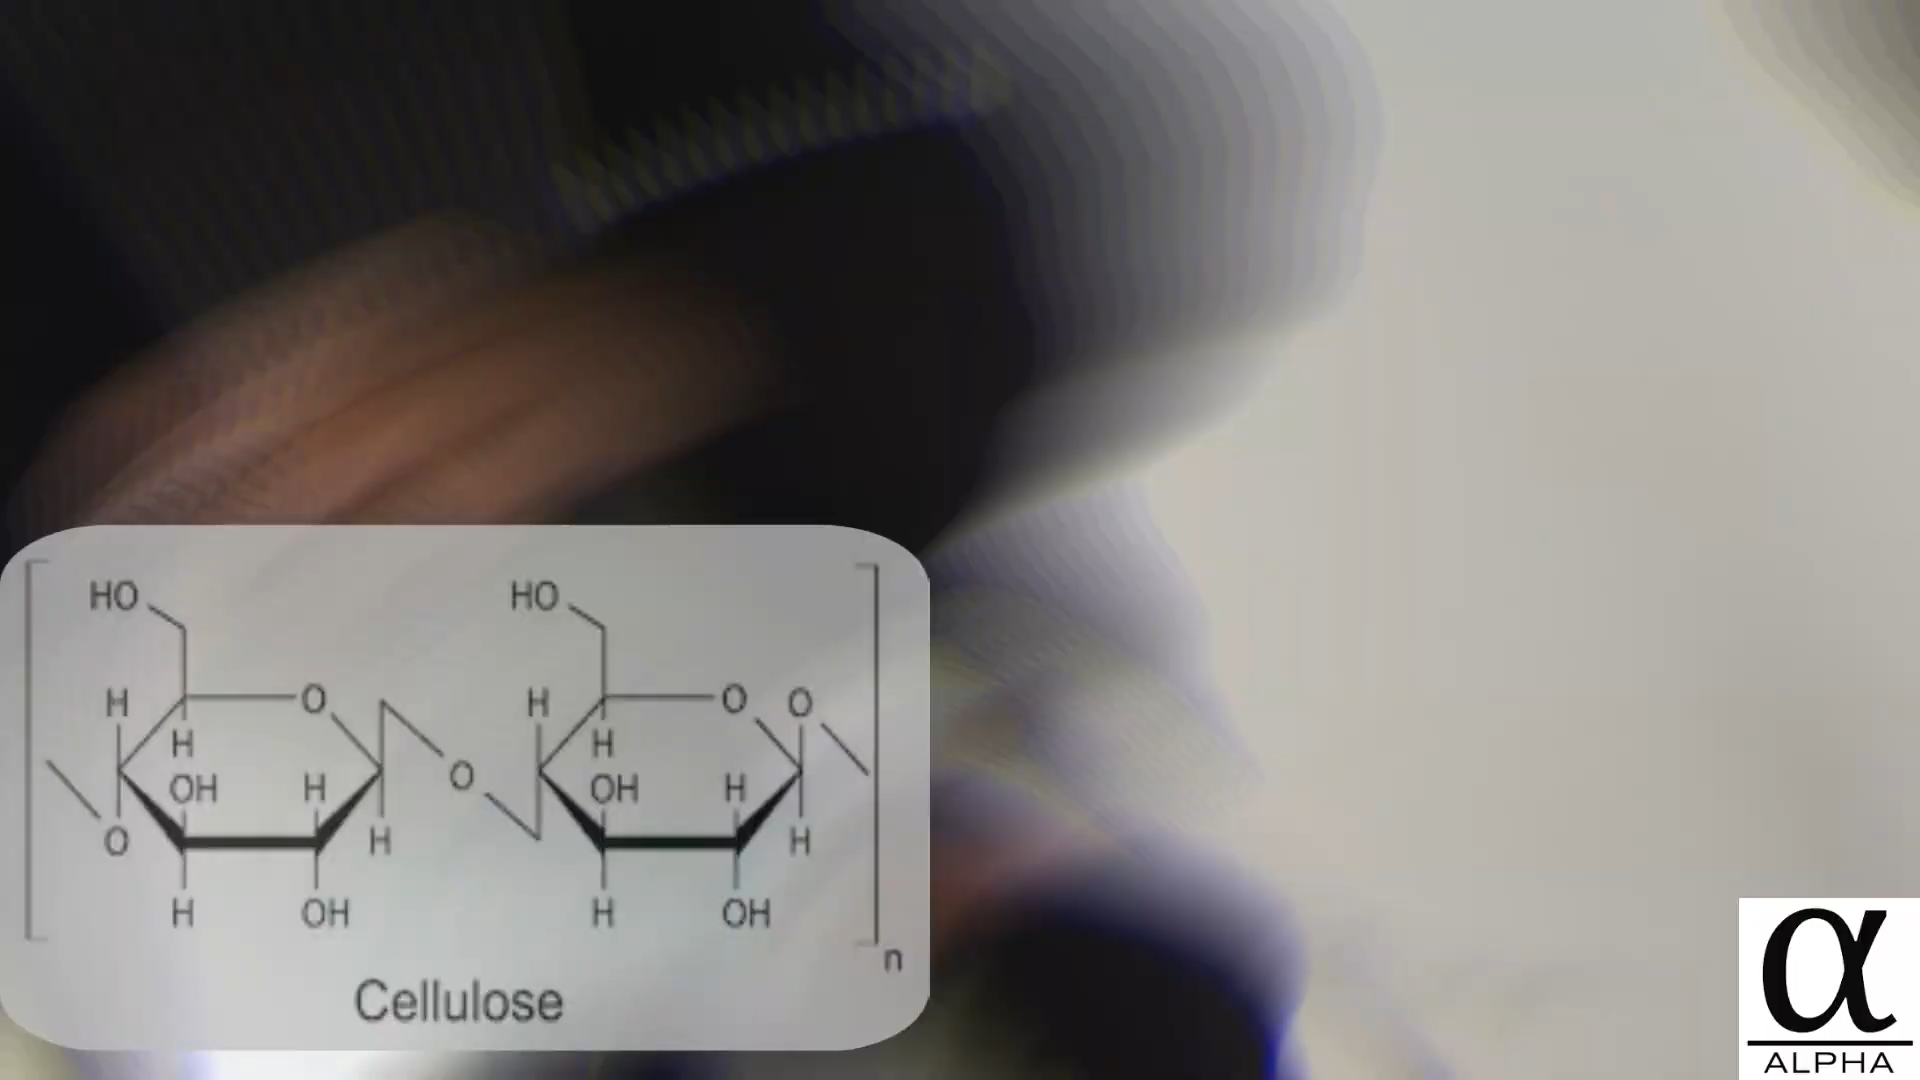 HO HO
H O H O O
H H
OH H O OH H
O H H
H OH H OH
n
Cellulose
α
ALPHA